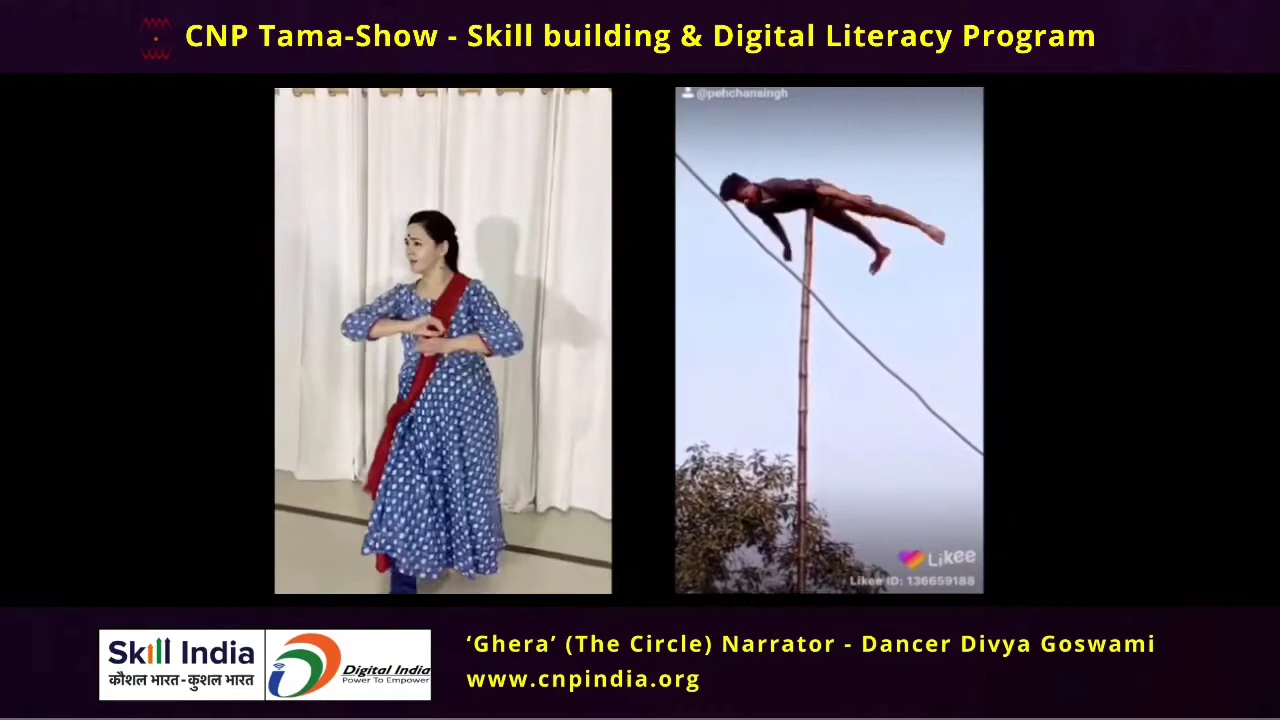 CNP Tama-Show - Skill building & Digital Literacy Program
@pehchansingh
Likee
Likee ID: 136659188
Skill India
कौशल भारत - कुशल भारत
Digital India
Power To Empower
‘Ghera’ (The Circle) Narrator - Dancer Divya Goswami
www.cnpindia.org